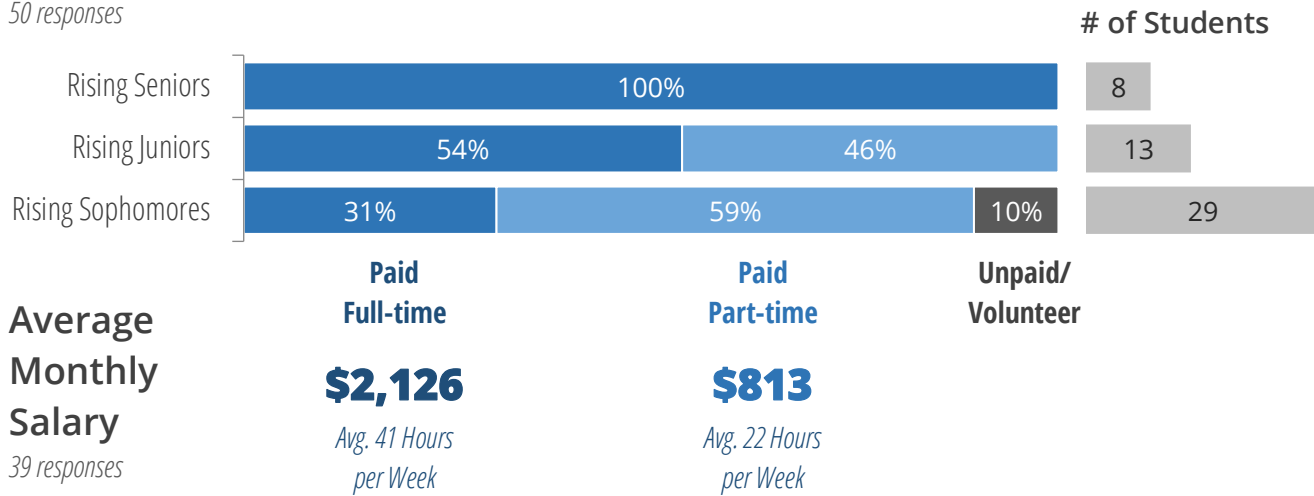 50 responses
# of Students
Rising Seniors
100%
8
Rising Juniors
54%
46%
13
Rising Sophomores
31%
59%
10%
29
Paid
Full-time
Paid
Part-time
Unpaid/
Volunteer
Average
Monthly
Salary
39 responses
$2,126
Avg. 41 Hours
per Week
$813
Avg. 22 Hours
per Week